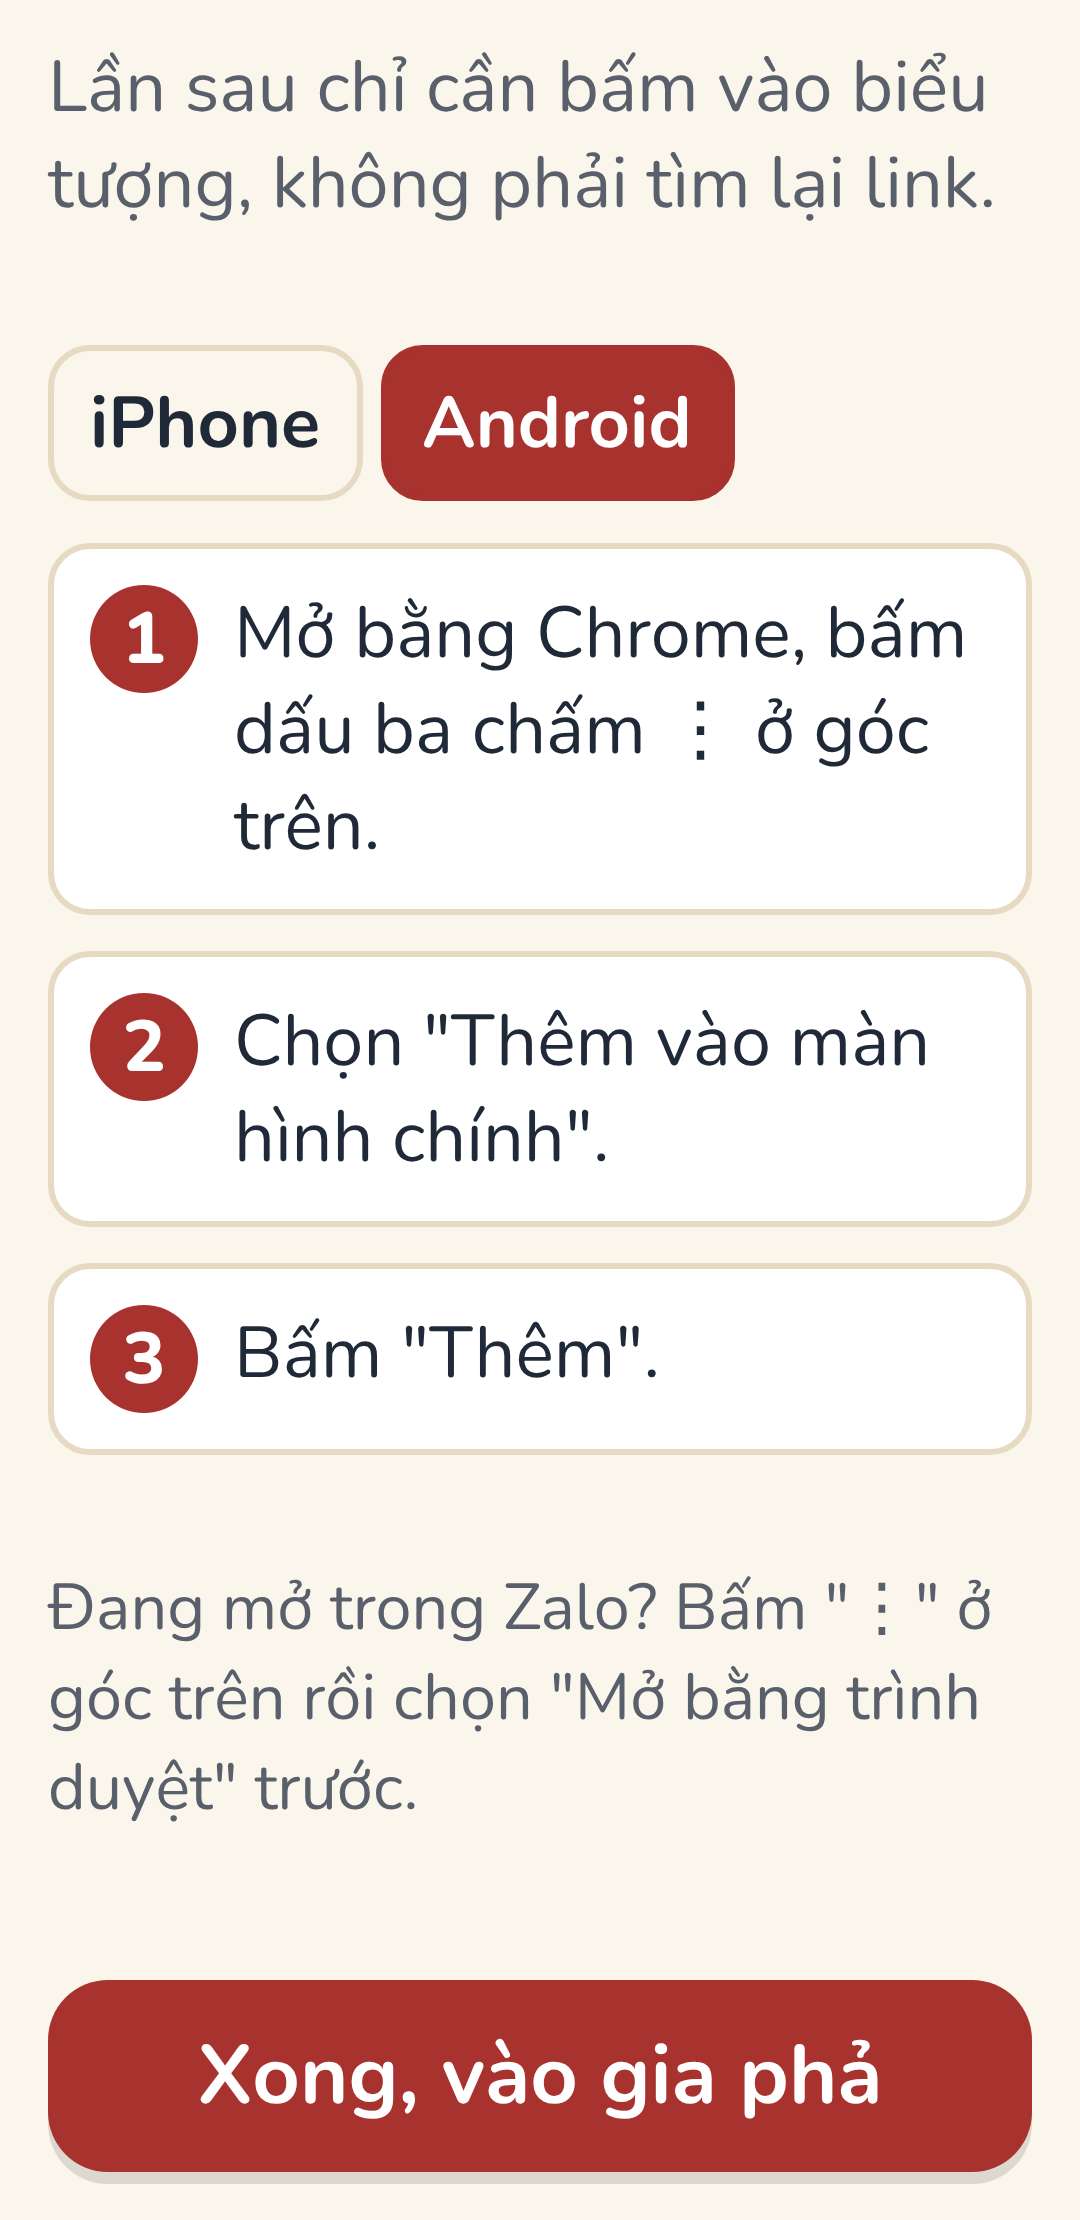 Lần sau chỉ cần bấm vào biểu
tượng, không phải tìm lại link.
iPhone
Android
1
Mở bằng Chrome, bấm
dấu ba chấm ⋮ ở góc
trên.
2
Chọn "Thêm vào màn
hình chính".
3
Bấm "Thêm".
Đang mở trong Zalo? Bấm "⋮" ở
góc trên rồi chọn "Mở bằng trình
duyệt" trước.
Xong, vào gia phả